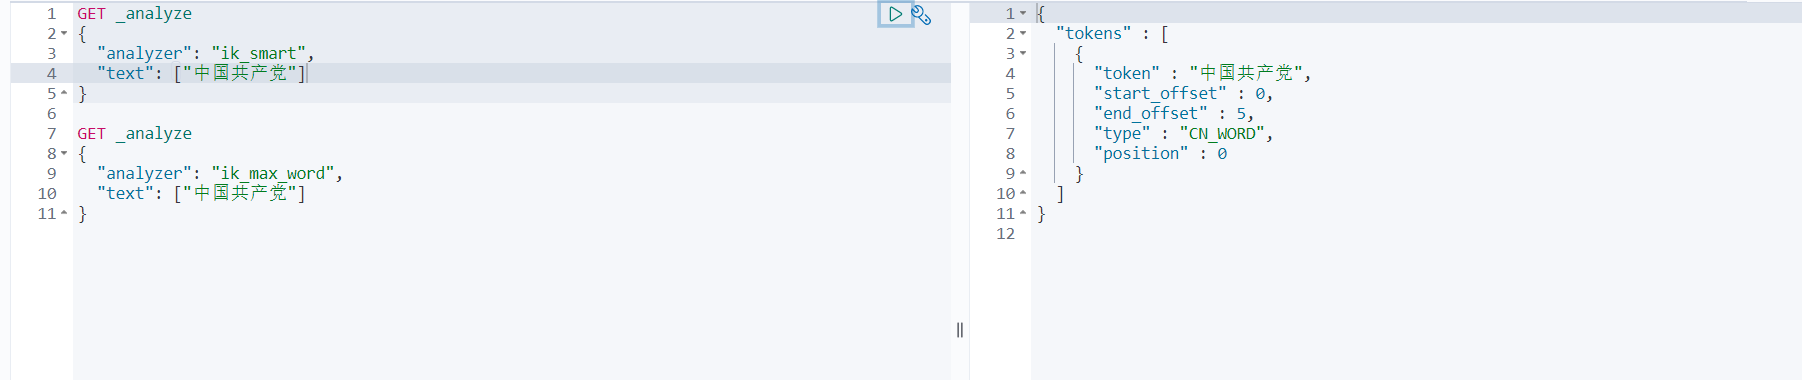 1 GET _analyze
2 {
3 "analyzer": "ik_smart",
4 "text": ["中国共产党"]
5 }
6
7 GET _analyze
8 {
9 "analyzer": "ik_max_word",
10 "text": ["中国共产党"]
11 }
1 {
2 "tokens" : [
3 {
4 "token" : "中国共产党",
5 "start_offset" : 0,
6 "end_offset" : 5,
7 "type" : "CN_WORD",
8 "position" : 0
9 }
10 ]
11 }
12